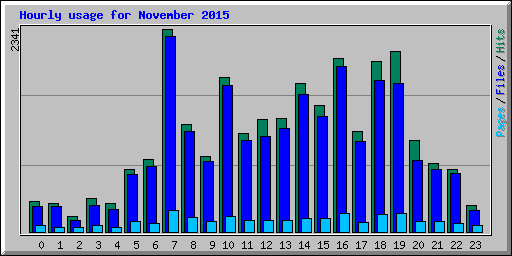 Hourly usage for November 2015
2341
Pages / Files / Hits
0 1 2 3 4 5 6 7 8 9 10 11 12 13 14 15 16 17 18 19 20 21 22 23